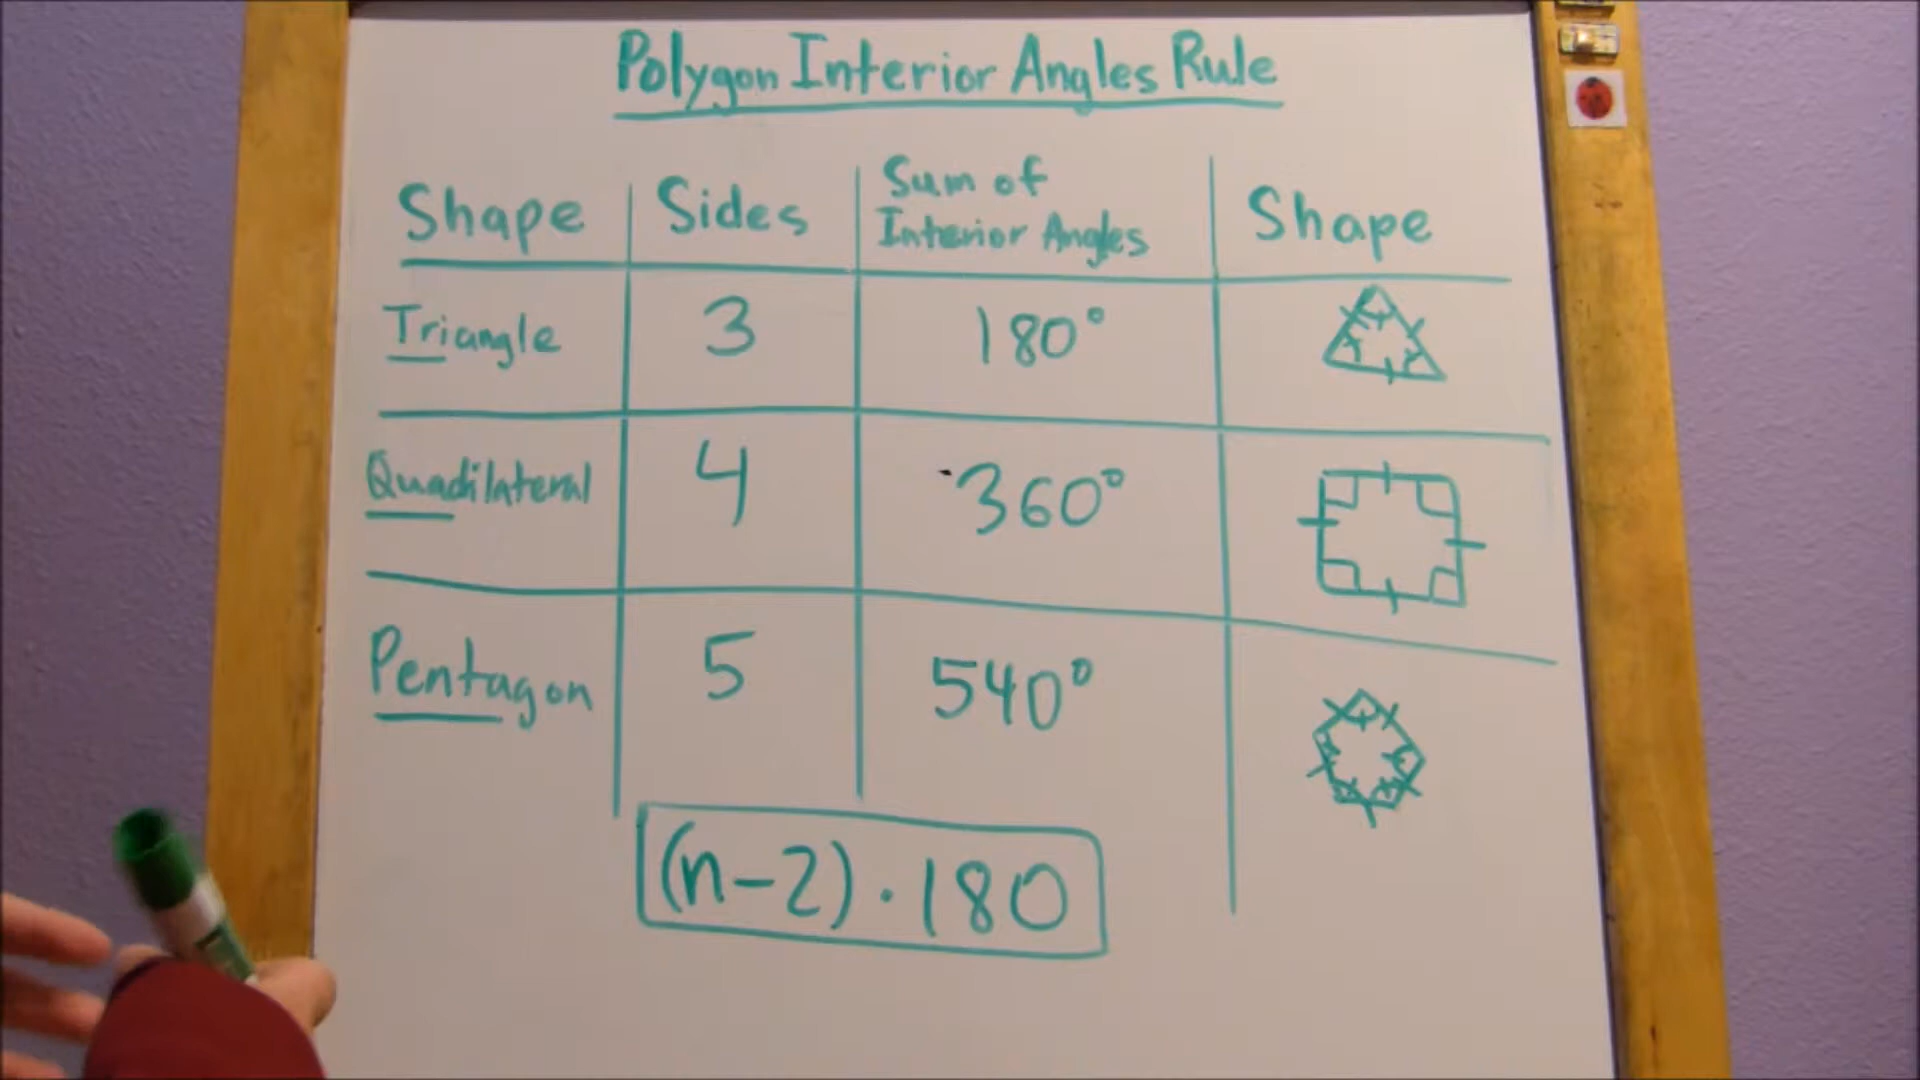 Polygon Interior Angles Rule
Shape Sides Sum of Interior Angles Shape
Triangle 3 180°
Quadilateral 4 360°
Pentagon 5 540°
(n-2)·180